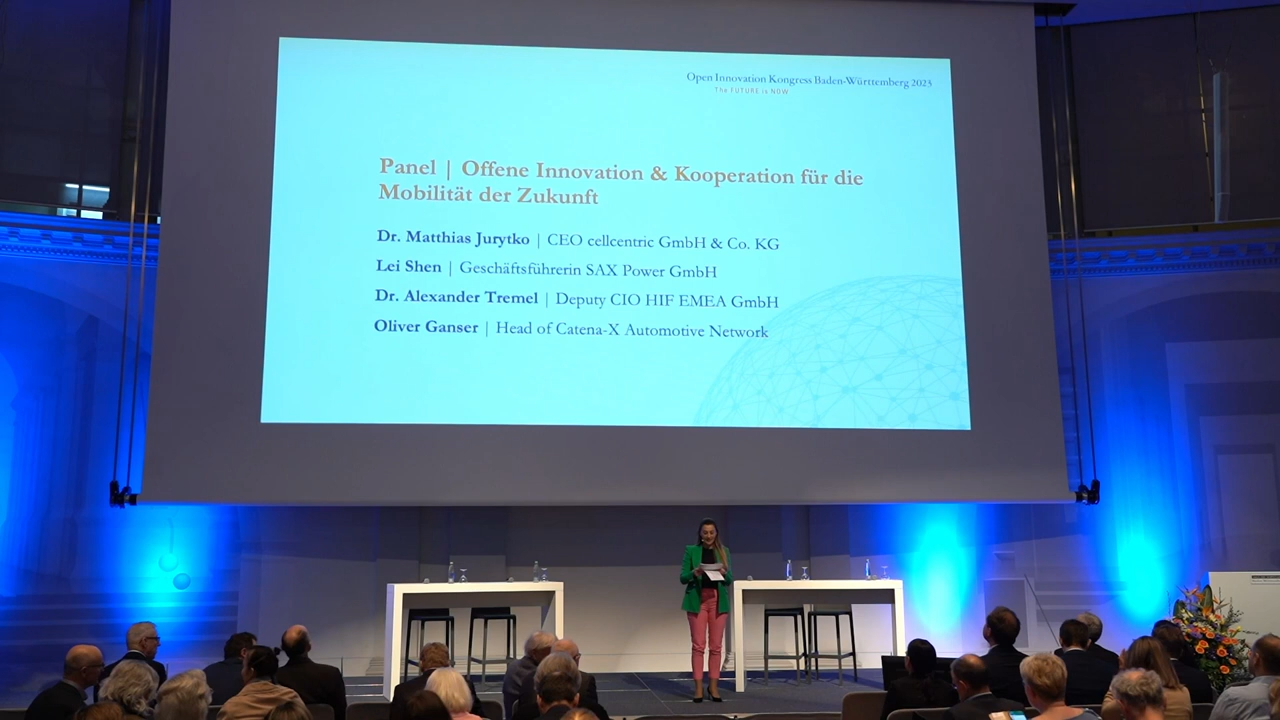 Open Innovation Kongress Baden-Württemberg 2023
The FUTURE is NOW
Panel | Offene Innovation & Kooperation für die
Mobilität der Zukunft
Dr. Matthias Jurytko | CEO cellcentric GmbH & Co. KG
Lei Shen | Geschäftsführerin SAX Power GmbH
Dr. Alexander Tremel | Deputy CIO HIF EMEA GmbH
Oliver Ganser | Head of Catena-X Automotive Network